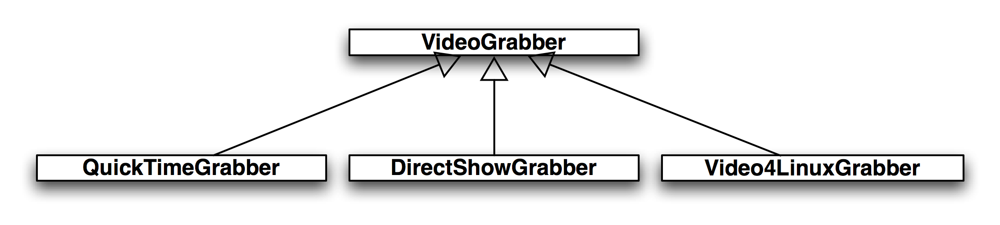 VideoGrabber
QuickTimeGrabber
DirectShowGrabber
Video4LinuxGrabber